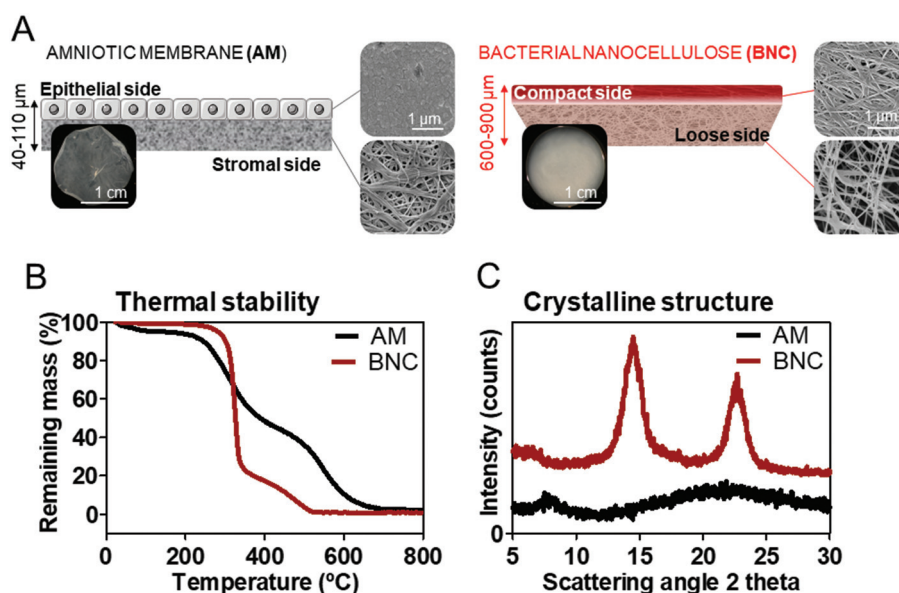 A
AMNIOTIC MEMBRANE (AM)
Epithelial side
40-110 µm
Stromal side
1 cm
1 µm
BACTERIAL NANOCELLULOSE (BNC)
600-900 µm
Compact side
Loose side
1 cm
1 µm
B
Thermal stability
Remaining mass (%)
100
80
60
40
20
0
AM
BNC
0 200 400 600 800
Temperature (ºC)
C
Crystalline structure
Intensity (counts)
0
AM
BNC
5 10 15 20 25 30
Scattering angle 2 theta